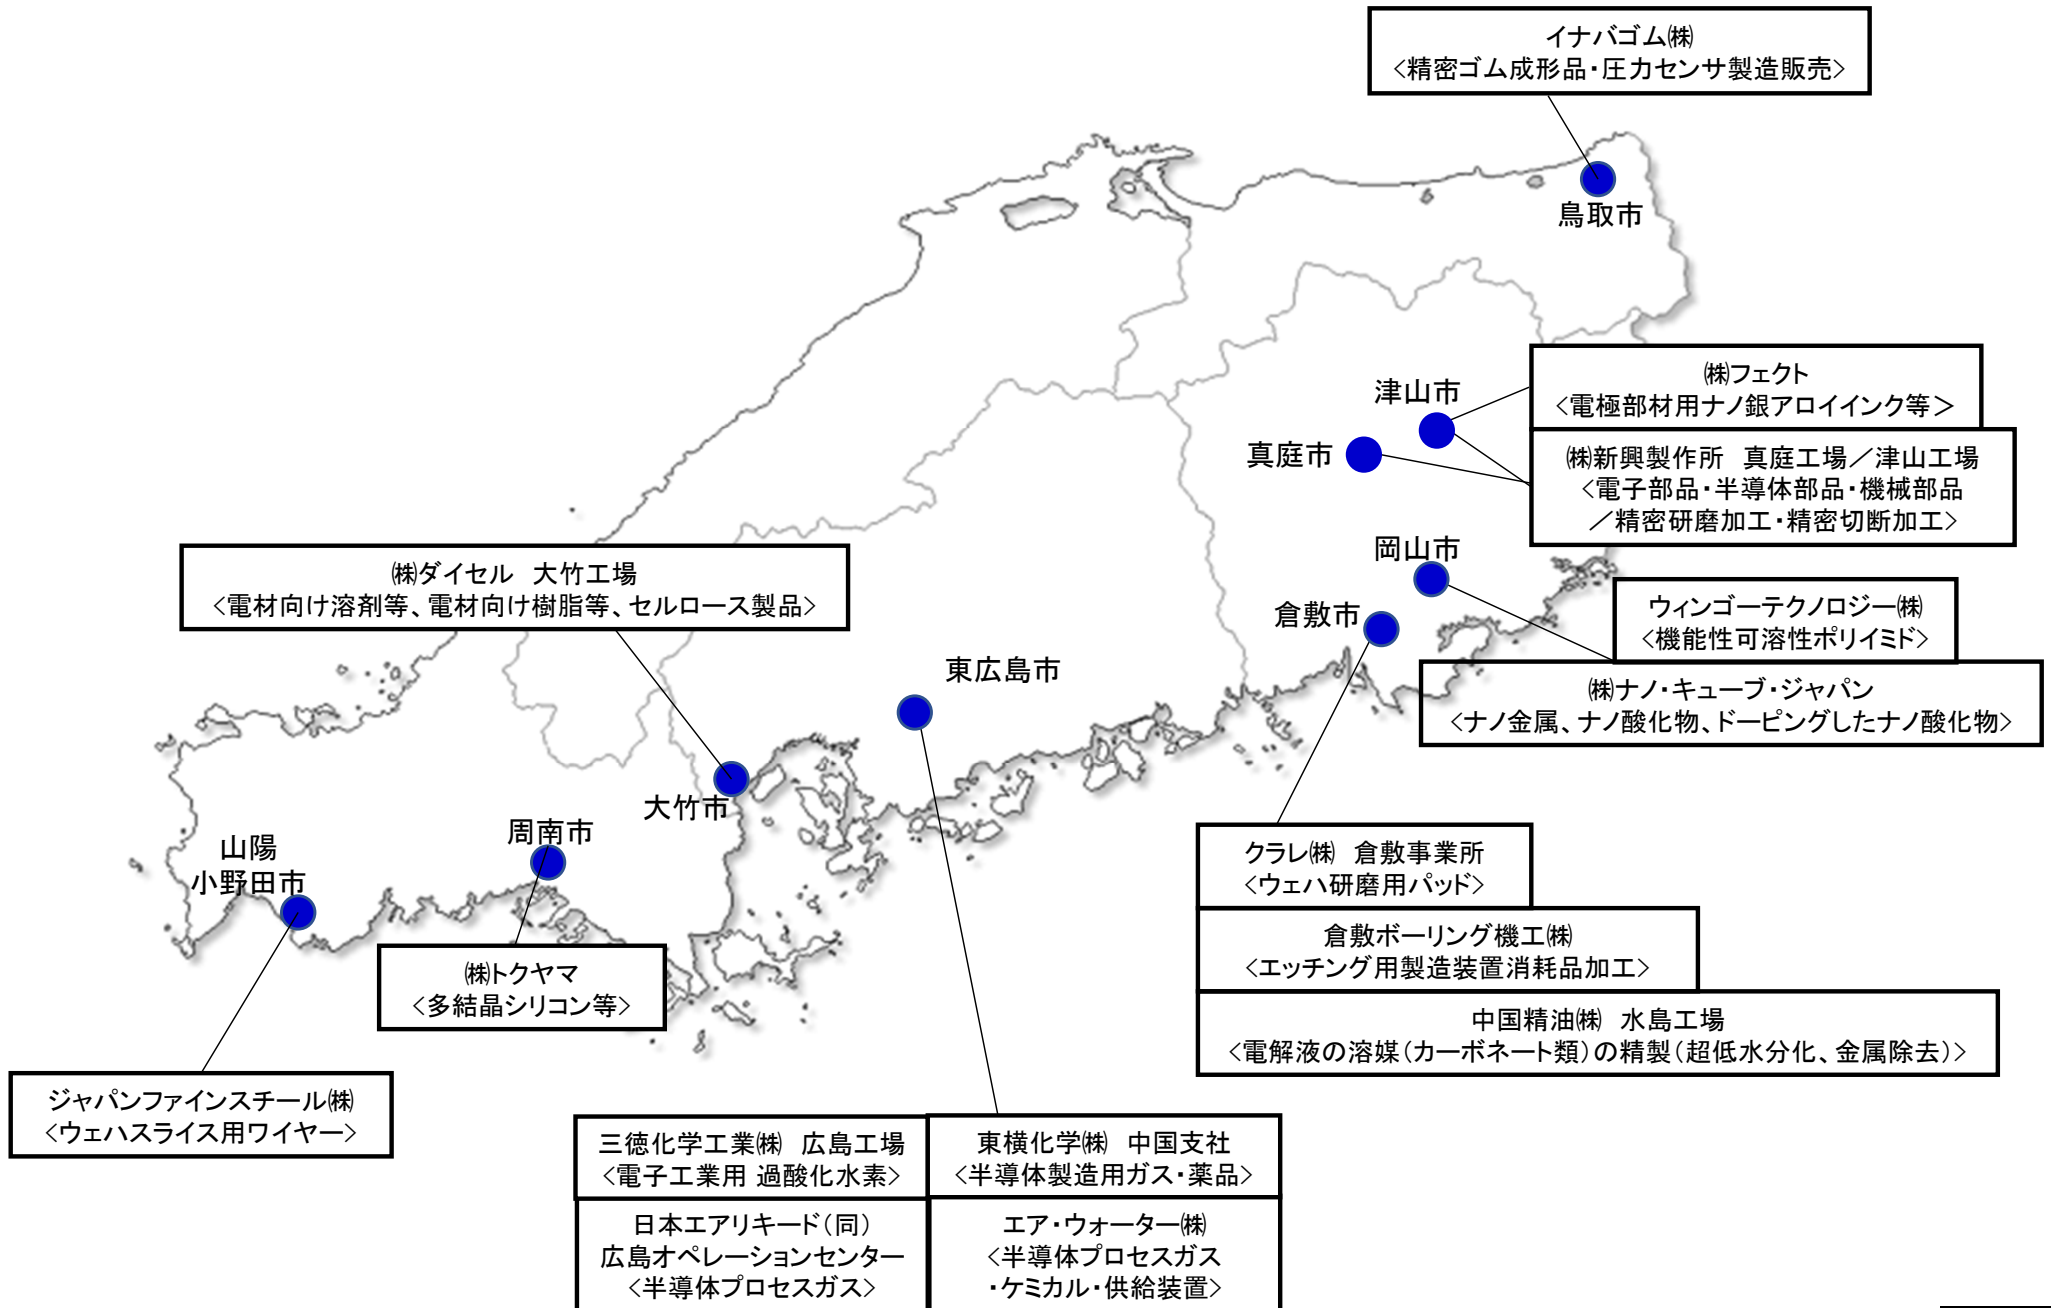 イナバゴム㈱
<精密ゴム成形品・圧力センサ製造販売>
鳥取市
津山市
㈱フェクト
<電極部材用ナノ銀アロイインク等＞
真庭市
㈱新興製作所　真庭工場／津山工場
<電子部品・半導体部品・機械部品
／精密研磨加工・精密切断加工>
岡山市
㈱ダイセル　大竹工場
<電材向け溶剤等、電材向け樹脂等、セルロース製品>
倉敷市
ウィンゴーテクノロジー㈱
<機能性可溶性ポリイミド>
東広島市
㈱ナノ・キューブ・ジャパン
<ナノ金属、ナノ酸化物、ドーピングしたナノ酸化物>
大竹市
周南市
山陽
小野田市
クラレ㈱　倉敷事業所
<ウェハ研磨用パッド>
倉敷ボーリング機工㈱
<エッチング用製造装置消耗品加工>
㈱トクヤマ
<多結晶シリコン等>
中国精油㈱　水島工場
<電解液の溶媒（カーボネート類）の精製（超低水分化、金属除去）>
ジャパンファインスチール㈱
<ウェハスライス用ワイヤー>
三徳化学工業㈱　広島工場
<電子工業用 過酸化水素>
東横化学㈱　中国支社
<半導体製造用ガス・薬品>
日本エアリキード（同）
広島オペレーションセンター
<半導体プロセスガス>
エア・ウォーター㈱
<半導体プロセスガス
・ケミカル・供給装置>